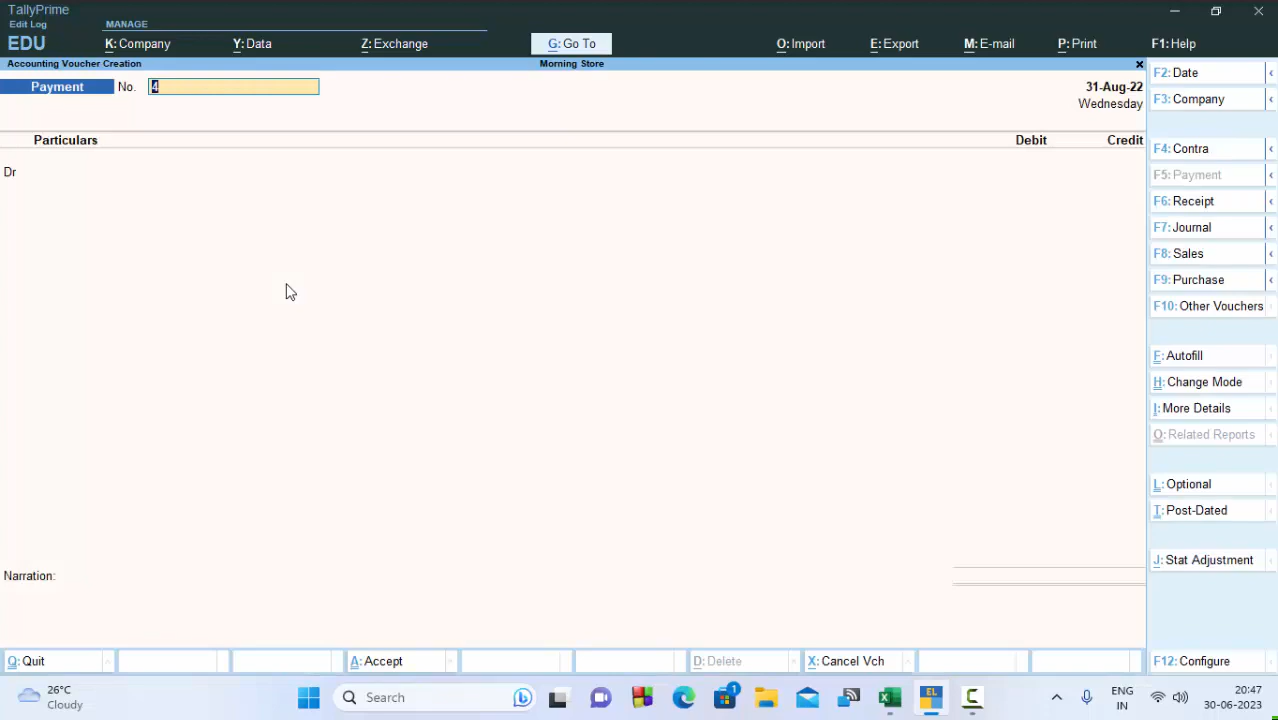 TallyPrime
Edit Log
MANAGE
EDU
K: Company
Y: Data
Z: Exchange
G: Go To
O: Import
E: Export
M: E-mail
P: Print
F1: Help
Accounting Voucher Creation
Morning Store
Payment
No.
4
31-Aug-22
Wednesday
Particulars
Debit
Credit
Dr
Narration:
F2: Date
F3: Company
F4: Contra
F5: Payment
F6: Receipt
F7: Journal
F8: Sales
F9: Purchase
F10: Other Vouchers
F: Autofill
H: Change Mode
I: More Details
O: Related Reports
L: Optional
T: Post-Dated
J: Stat Adjustment
F12: Configure
Q: Quit
A: Accept
D: Delete
X: Cancel Vch
26°C
Cloudy
Search
1
EL
ENG
IN
20:47
30-06-2023